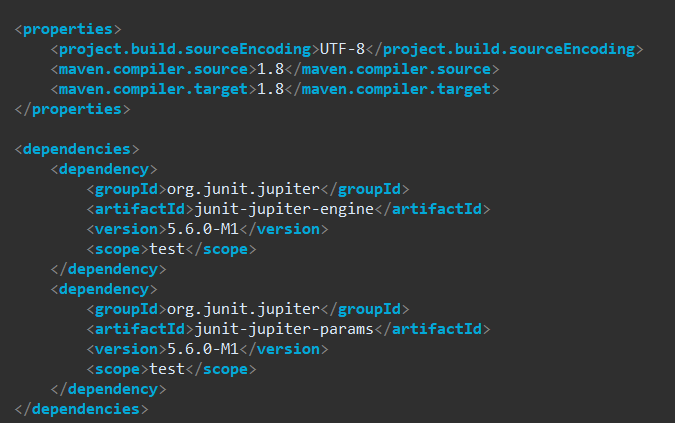 <properties>
    <project.build.sourceEncoding>UTF-8</project.build.sourceEncoding>
    <maven.compiler.source>1.8</maven.compiler.source>
    <maven.compiler.target>1.8</maven.compiler.target>
</properties>

<dependencies>
    <dependency>
        <groupId>org.junit.jupiter</groupId>
        <artifactId>junit-jupiter-engine</artifactId>
        <version>5.6.0-M1</version>
        <scope>test</scope>
    </dependency>
    <dependency>
        <groupId>org.junit.jupiter</groupId>
        <artifactId>junit-jupiter-params</artifactId>
        <version>5.6.0-M1</version>
        <scope>test</scope>
    </dependency>
</dependencies>